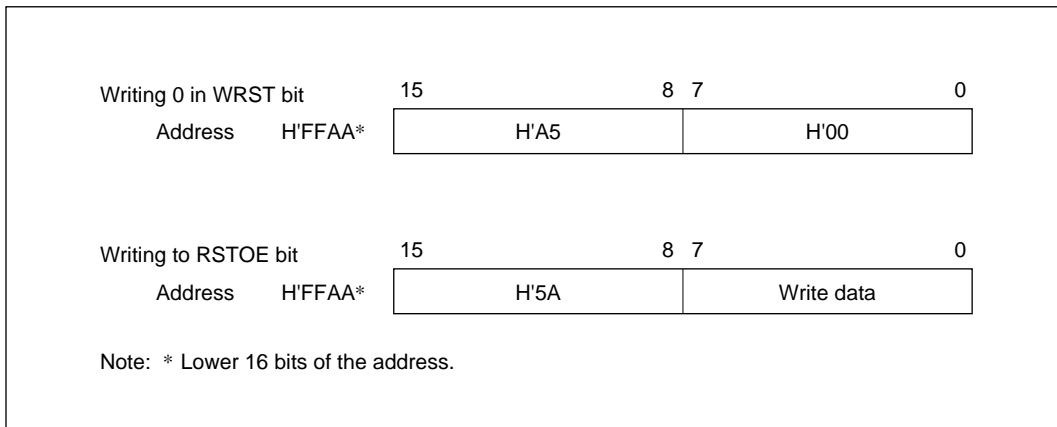 Writing 0 in WRST bit 15 8 7 0
Address H'FFAA* H'A5 H'00
Writing to RSTOE bit 15 8 7 0
Address H'FFAA* H'5A Write data
Note: * Lower 16 bits of the address.